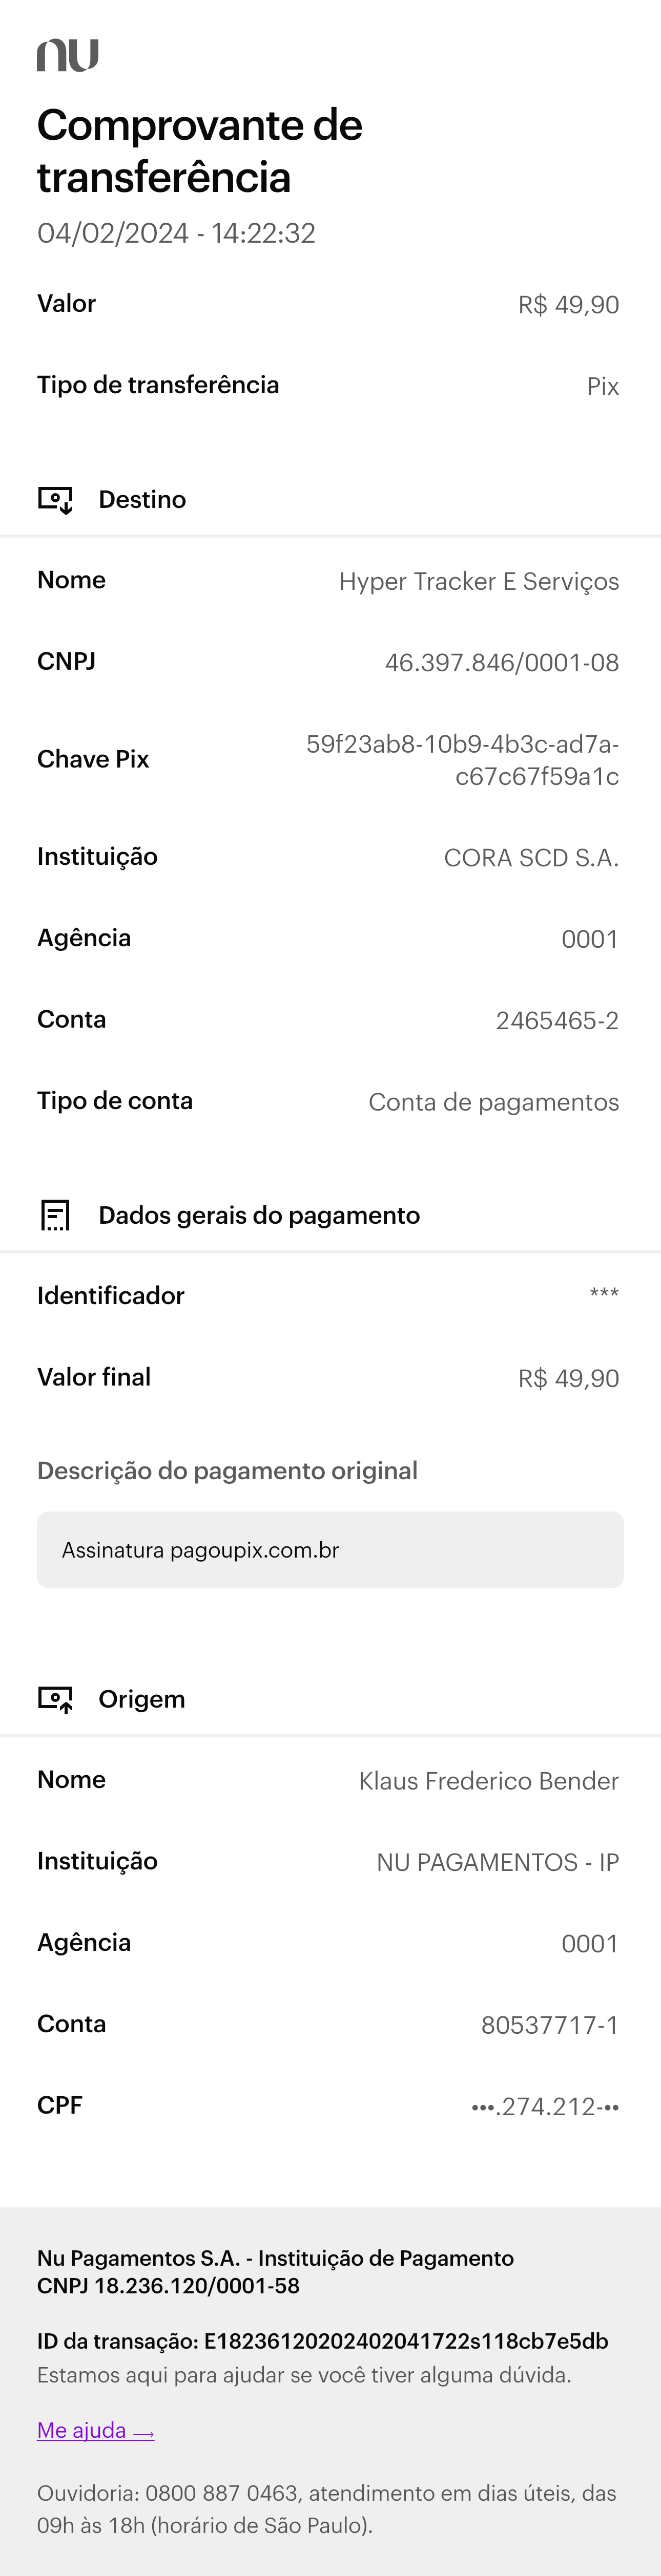 nu
Comprovante de
transferência
04/02/2024 - 14:22:32
Valor R$ 49,90
Tipo de transferência Pix
Destino
Nome Hyper Tracker E Serviços
CNPJ 46.397.846/0001-08
Chave Pix 59f23ab8-10b9-4b3c-ad7a-
c67c67f59a1c
Instituição CORA SCD S.A.
Agência 0001
Conta 2465465-2
Tipo de conta Conta de pagamentos
Dados gerais do pagamento
Identificador ***
Valor final R$ 49,90
Descrição do pagamento original
Assinatura pagoupix.com.br
Origem
Nome Klaus Frederico Bender
Instituição NU PAGAMENTOS - IP
Agência 0001
Conta 80537717-1
CPF •••.274.212-••
Nu Pagamentos S.A. - Instituição de Pagamento
CNPJ 18.236.120/0001-58
ID da transação: E18236120202402041722s118cb7e5db
Estamos aqui para ajudar se você tiver alguma dúvida.
Me ajuda →
Ouvidoria: 0800 887 0463, atendimento em dias úteis, das
09h às 18h (horário de São Paulo).